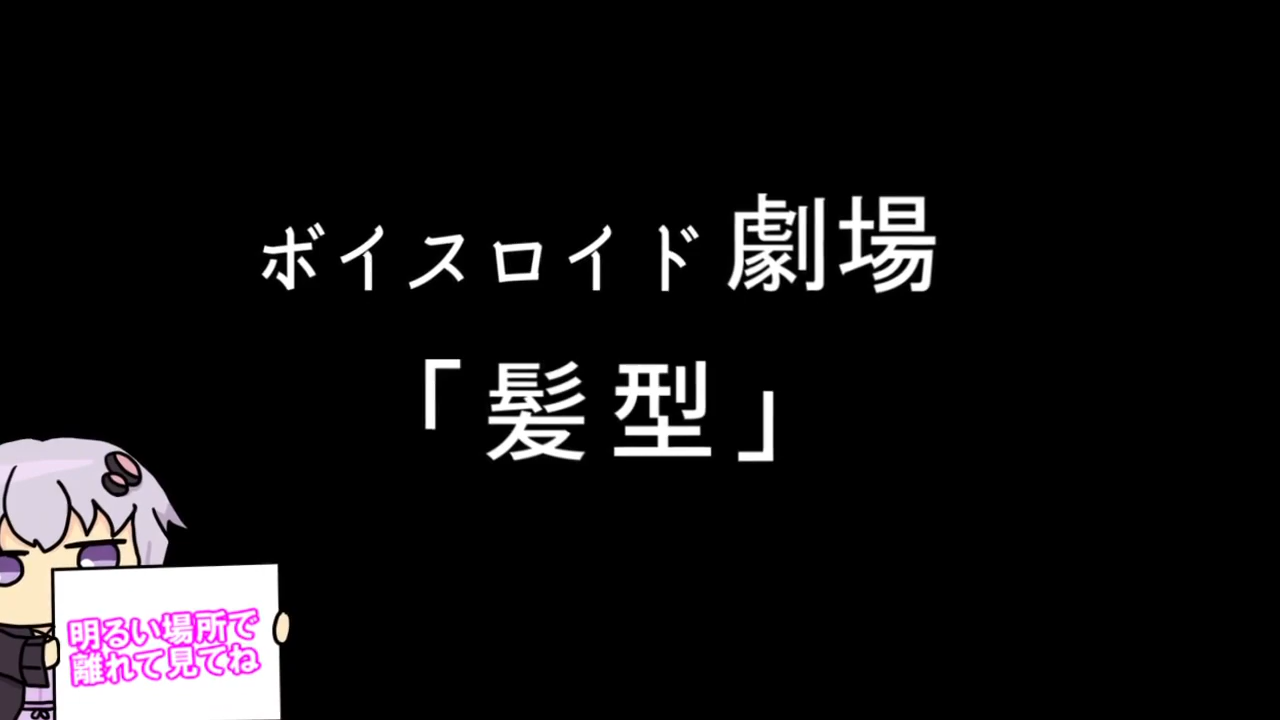 ボイスロイド劇場
「髪型」
明るい場所で
離れて見てね